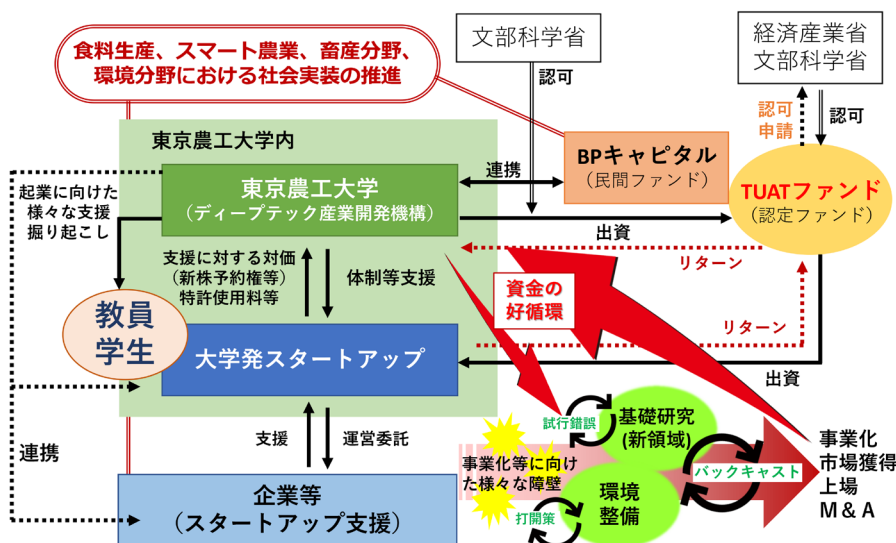 食料生産、スマート農業、畜産分野、
環境分野における社会実装の推進
文部科学省
認可
経済産業省
文部科学省
認可
申請
認可
東京農工大学内
東京農工大学
（ディープテック産業開発機構）
連携
BPキャピタル
（民間ファンド）
TUATファンド
（認定ファンド）
出資
リターン
起業に向けた
様々な支援
掘り起こし
支援に対する対価
（新株予約権等）
特許使用料等
体制等支援
資金の
好循環
リターン
教員
学生
大学発スタートアップ
出資
連携
支援
運営委託
企業等
（スタートアップ支援）
事業化等に向け
た様々な障壁
試行錯誤
基礎研究
(新領域)
打開策
環境
整備
バックキャスト
事業化
市場獲得
上場
M＆A